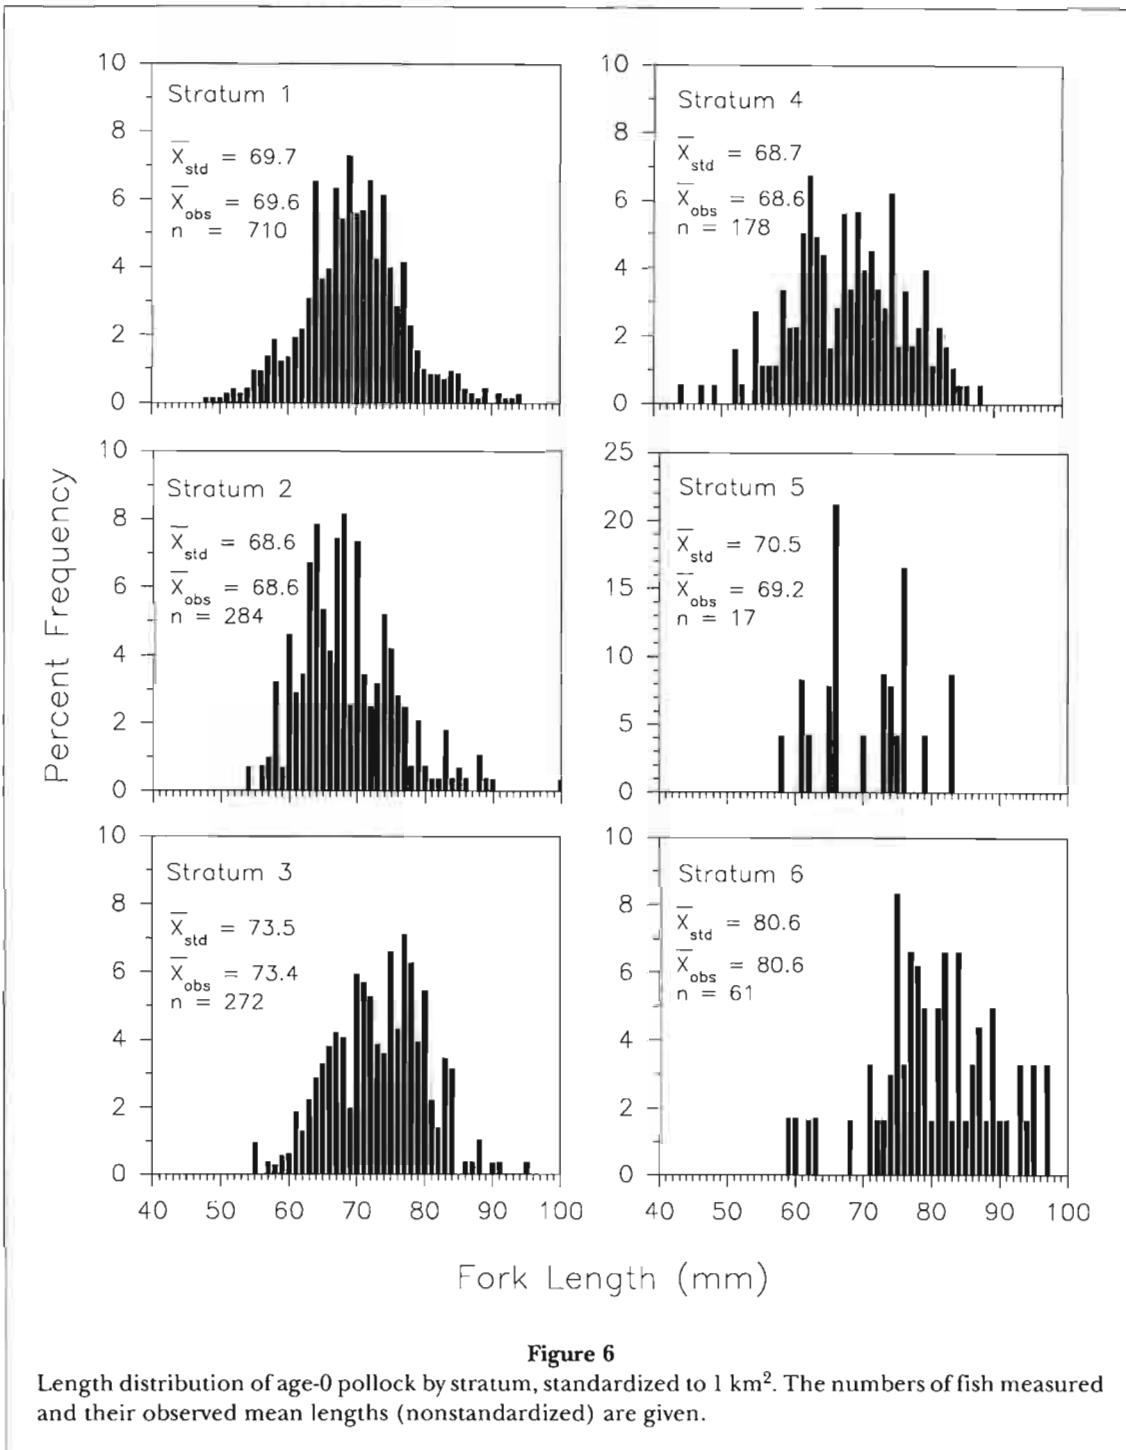 10
8
6
4
2
0
Stratum 1
X̅std = 69.7
X̅obs = 69.6
n = 710
10
8
6
4
2
0
Stratum 4
X̅std = 68.7
X̅obs = 68.6
n = 178
Percent Frequency
10
8
6
4
2
0
Stratum 2
X̅std = 68.6
X̅obs = 68.6
n = 284
25
20
15
10
5
0
Stratum 5
X̅std = 70.5
X̅obs = 69.2
n = 17
10
8
6
4
2
0
Stratum 3
X̅std = 73.5
X̅obs = 73.4
n = 272
40 50 60 70 80 90 100
10
8
6
4
2
0
Stratum 6
X̅std = 80.6
X̅obs = 80.6
n = 61
40 50 60 70 80 90 100
Fork Length (mm)
Figure 6
Length distribution of age-0 pollock by stratum, standardized to 1 km². The numbers of fish measured
and their observed mean lengths (nonstandardized) are given.